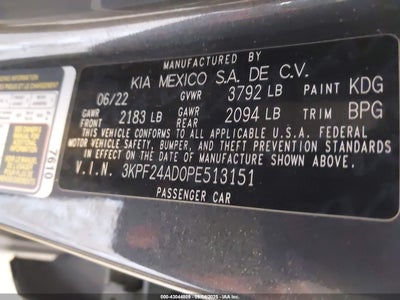 MANUFACTURED BY
KIA MEXICO S.A. DE C.V.
06/22 GVWR 3792 LB PAINT KDG
GAWR FRONT 2183 LB GAWR REAR 2094 LB TRIM BPG
THIS VEHICLE CONFORMS TO ALL APPLICABLE U.S.A. FEDERAL
MOTOR VEHICLE SAFETY, BUMPER, AND THEFT PREVENTION STANDARDS
IN EFFECT ON THE DATE OF MANUFACTURE SHOWN ABOVE.
V.I.N. 3KPF24AD0PE513151
PASSENGER CAR
7610